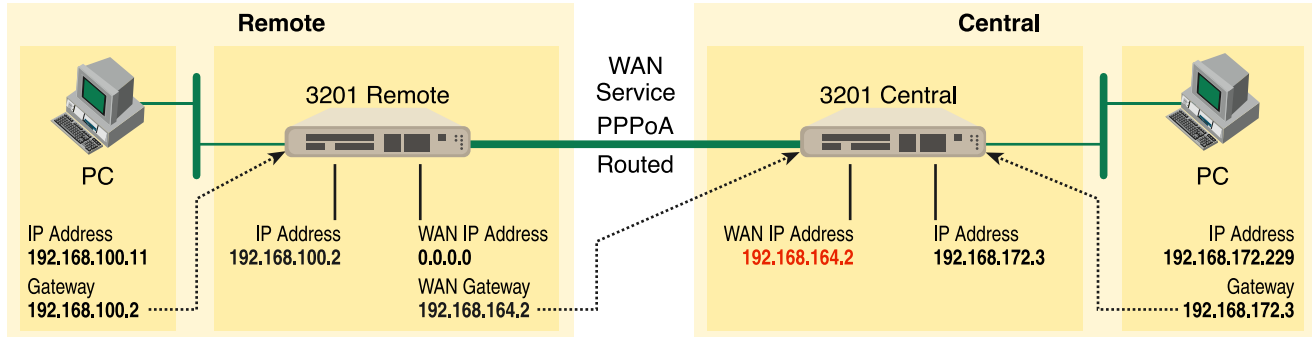 Remote
Central
3201 Remote
WAN
Service
PPPoA
Routed
3201 Central
PC
PC
IP Address
192.168.100.11
Gateway
192.168.100.2
IP Address
192.168.100.2
WAN IP Address
0.0.0.0
WAN Gateway
192.168.164.2
WAN IP Address
192.168.164.2
IP Address
192.168.172.3
IP Address
192.168.172.229
Gateway
192.168.172.3